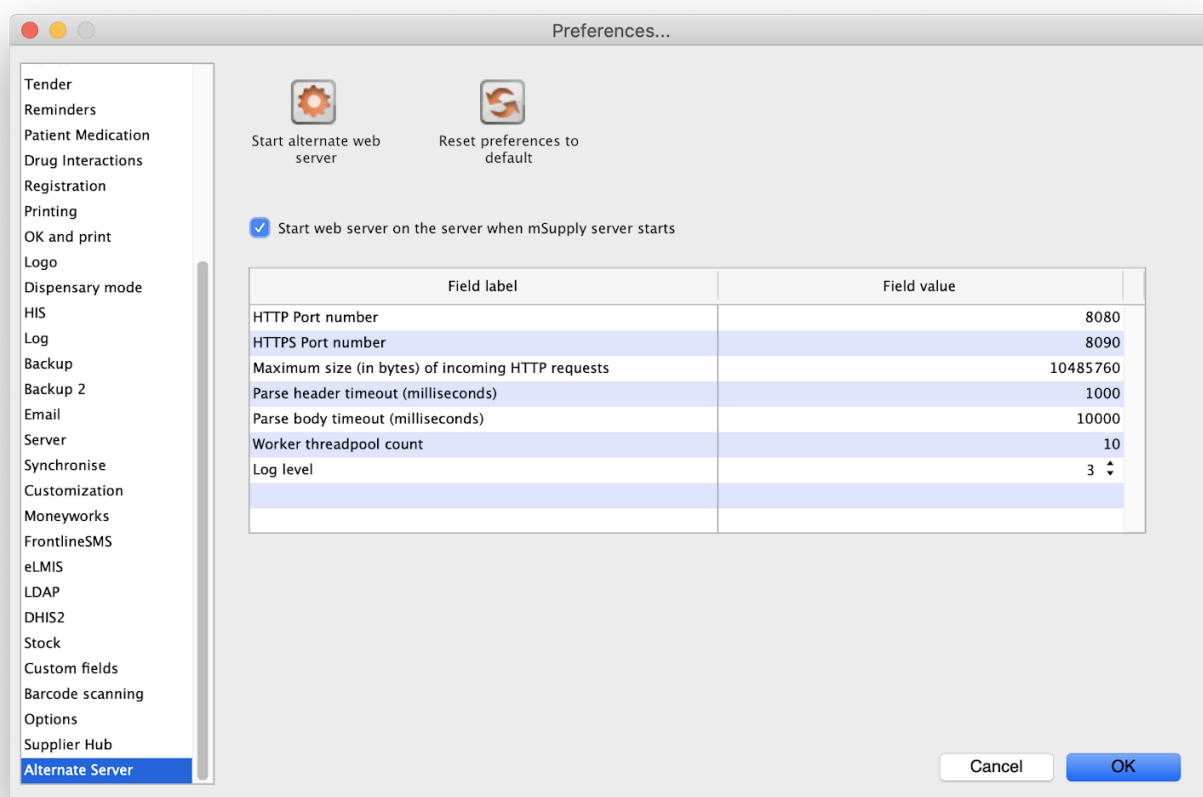 Preferences...
Tender
Reminders
Patient Medication
Drug Interactions
Registration
Printing
OK and print
Logo
Dispensary mode
HIS
Log
Backup
Backup 2
Email
Server
Synchronise
Customization
Moneyworks
FrontlineSMS
eLMIS
LDAP
DHIS2
Stock
Custom fields
Barcode scanning
Options
Supplier Hub
Alternate Server
Start alternate web
server
Reset preferences to
default
Start web server on the server when mSupply server starts
Field label Field value
HTTP Port number 8080
HTTPS Port number 8090
Maximum size (in bytes) of incoming HTTP requests 10485760
Parse header timeout (milliseconds) 1000
Parse body timeout (milliseconds) 10000
Worker threadpool count 10
Log level 3
Cancel OK